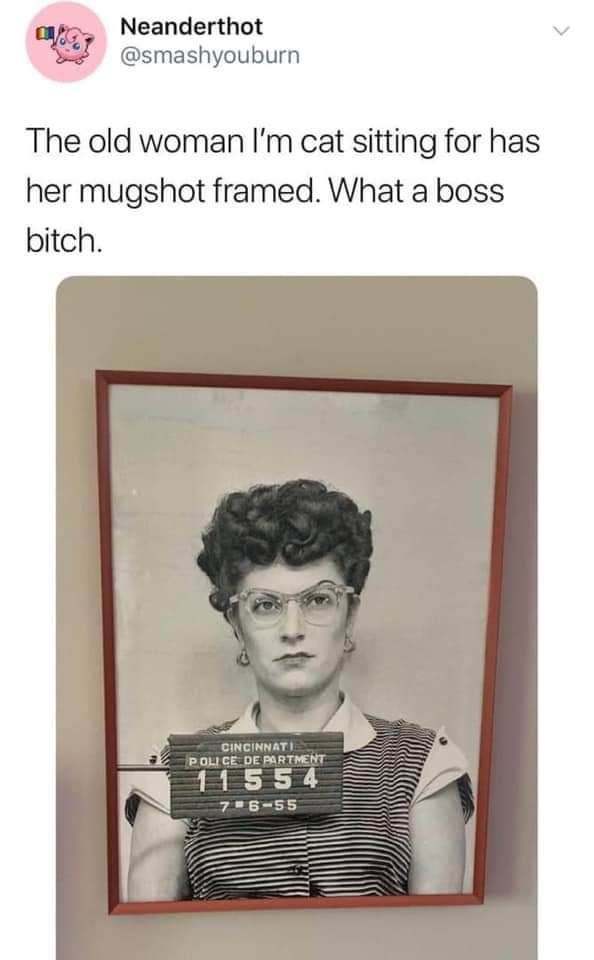 Neanderthot
@smashyouburn
The old woman I'm cat sitting for has
her mugshot framed. What a boss
bitch.
CINCINNATI
POLICE DEPARTMENT
11554
7-6-55